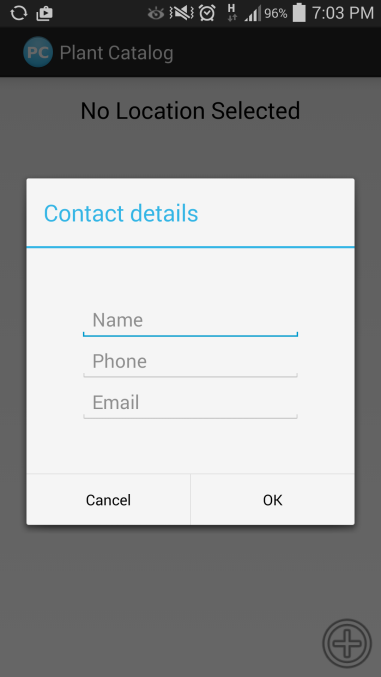 H 96% 7:03 PM
PC Plant Catalog
No Location Selected
Contact details
Name
Phone
Email
Cancel OK